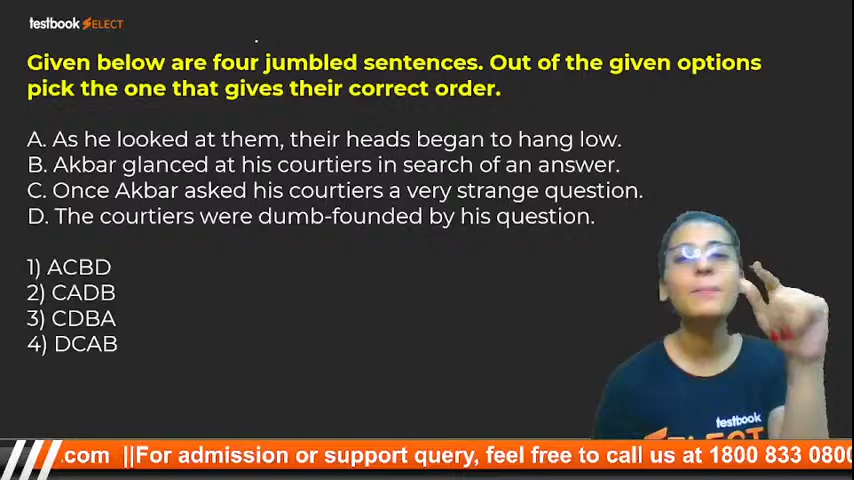 testbook SELECT
Given below are four jumbled sentences. Out of the given options
pick the one that gives their correct order.
A. As he looked at them, their heads began to hang low.
B. Akbar glanced at his courtiers in search of an answer.
C. Once Akbar asked his courtiers a very strange question.
D. The courtiers were dumb-founded by his question.
1) ACBD
2) CADB
3) CDBA
4) DCAB
testbook
SELECT
.com ||For admission or support query, feel free to call us at 1800 833 0800